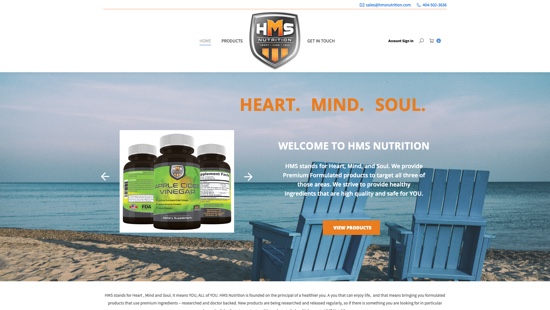 sales@hmsnutrition.com 604-502-3636
HOME PRODUCTS GET IN TOUCH Account Sign In 0
HMS
NUTRITION
HEART. MIND. SOUL.
WELCOME TO HMS NUTRITION
HMS stands for Heart, Mind, and Soul. We provide
Premium Formulated products to target all three of
those areas. We strive to provide healthy
ingredients that are high quality and safe for YOU.
VIEW PRODUCTS
APPLE CIDER
VINEGAR
FDA
HMS stands for Heart , Mind and Soul. It means YOU, ALL of YOU. HMS Nutrition is founded on the principal of a healthier you. A you that can enjoy life, and that means bringing you formulated
products that use premium ingredients – researched and doctor backed. New products are being researched and released regularly, so if there is something you are looking for in particular